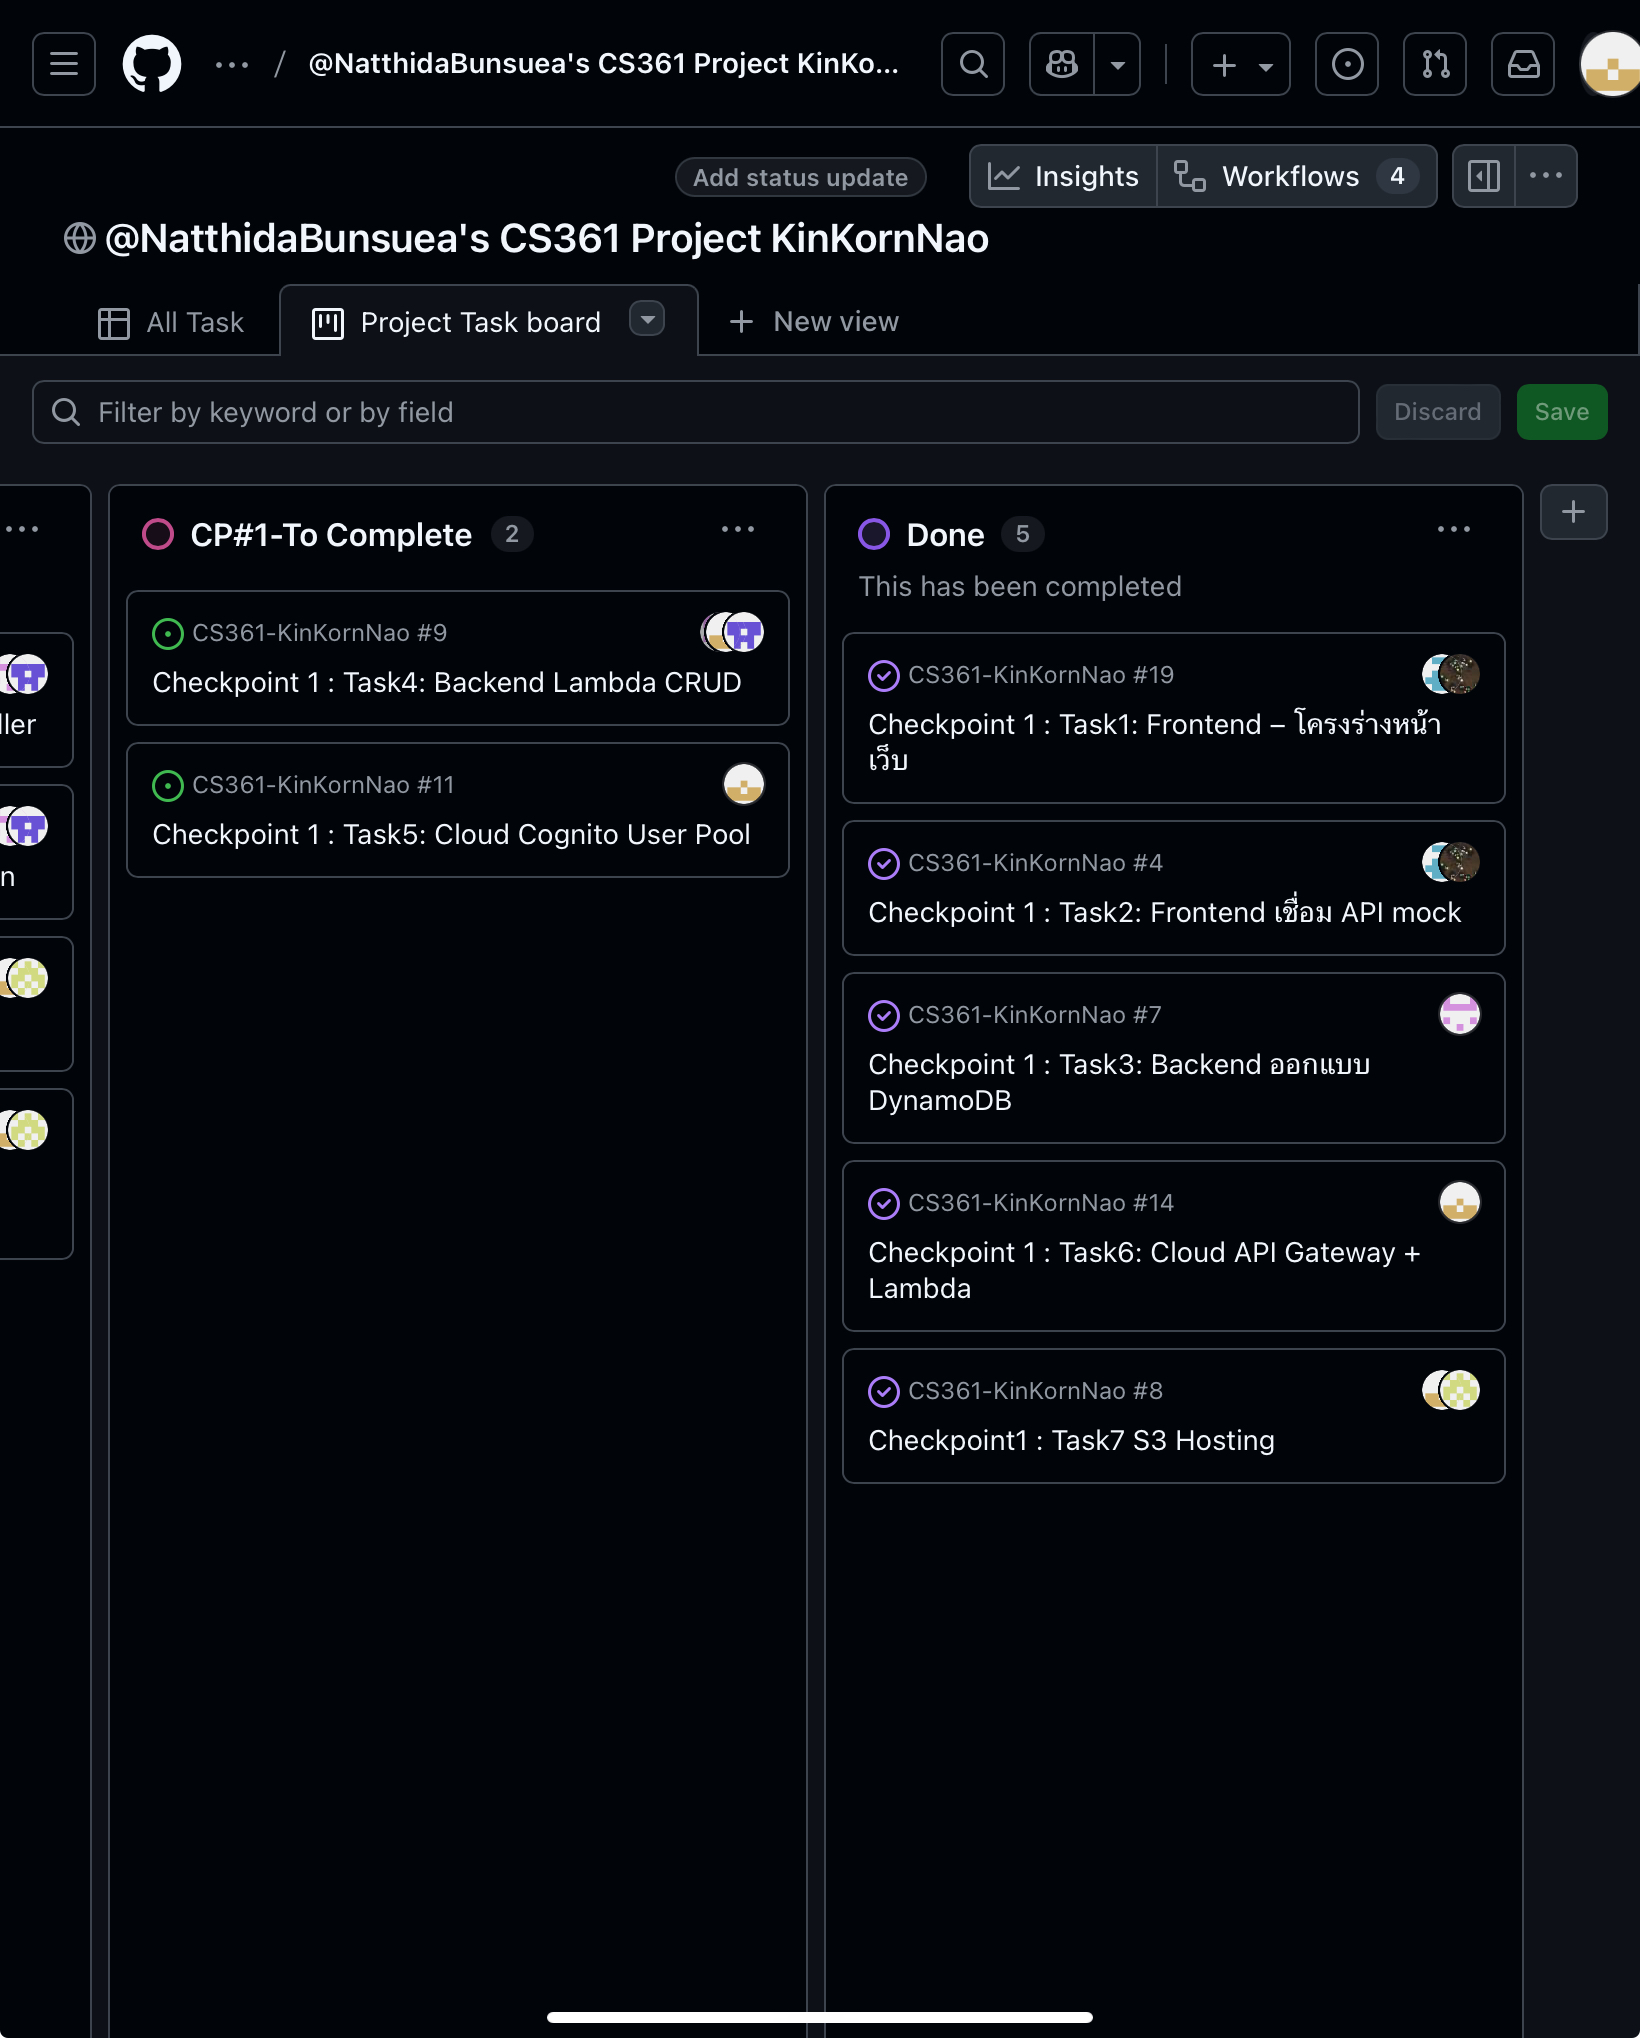 ... / @NatthidaBunsuea's CS361 Project KinKo...
Add status update
Insights
Workflows 4
@NatthidaBunsuea's CS361 Project KinKornNao
All Task
Project Task board
New view
Filter by keyword or by field
Discard
Save
ller
n
CP#1-To Complete 2
CS361-KinKornNao #9
Checkpoint 1 : Task4: Backend Lambda CRUD
CS361-KinKornNao #11
Checkpoint 1 : Task5: Cloud Cognito User Pool
Done 5
This has been completed
CS361-KinKornNao #19
Checkpoint 1 : Task1: Frontend – โครงร่างหน้า
เว็บ
CS361-KinKornNao #4
Checkpoint 1 : Task2: Frontend เชื่อม API mock
CS361-KinKornNao #7
Checkpoint 1 : Task3: Backend ออกแบบ
DynamoDB
CS361-KinKornNao #14
Checkpoint 1 : Task6: Cloud API Gateway +
Lambda
CS361-KinKornNao #8
Checkpoint1 : Task7 S3 Hosting